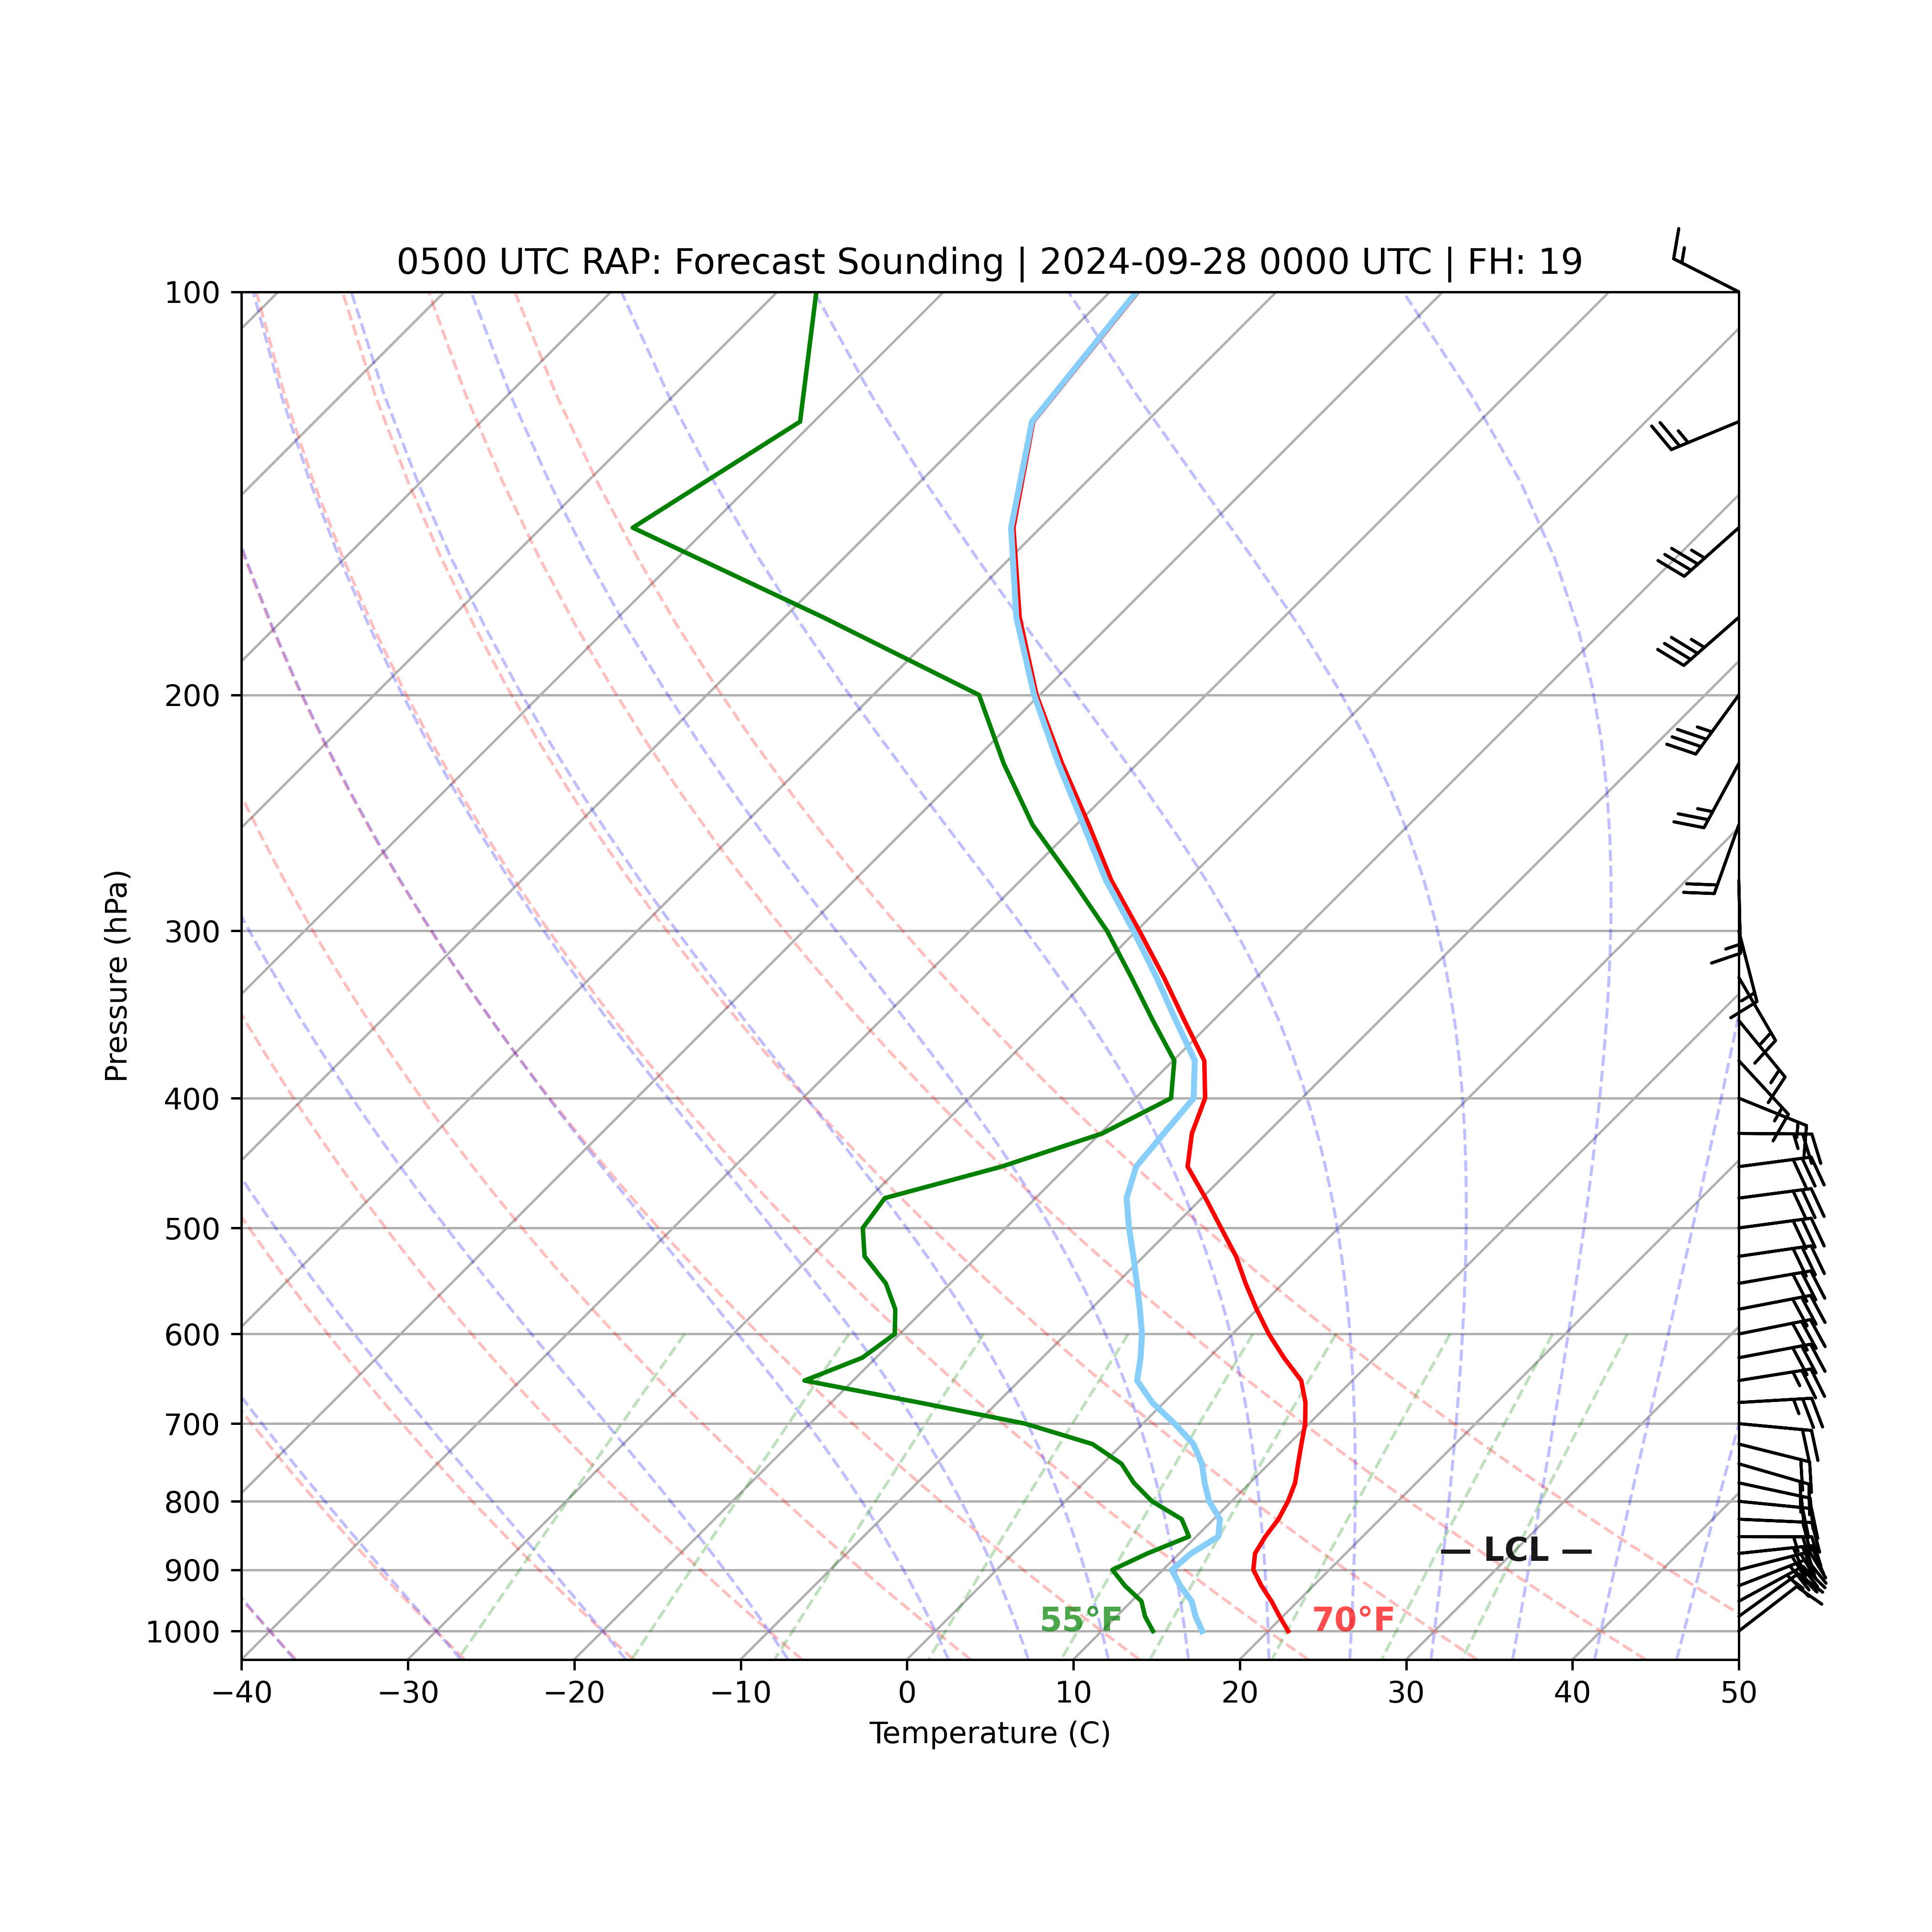 0500 UTC RAP: Forecast Sounding | 2024-09-28 0000 UTC | FH: 19
100
200
300
400
500
600
700
800
900
1000
Pressure (hPa)
— LCL —
55°F
70°F
−40 −30 −20 −10 0 10 20 30 40 50
Temperature (C)